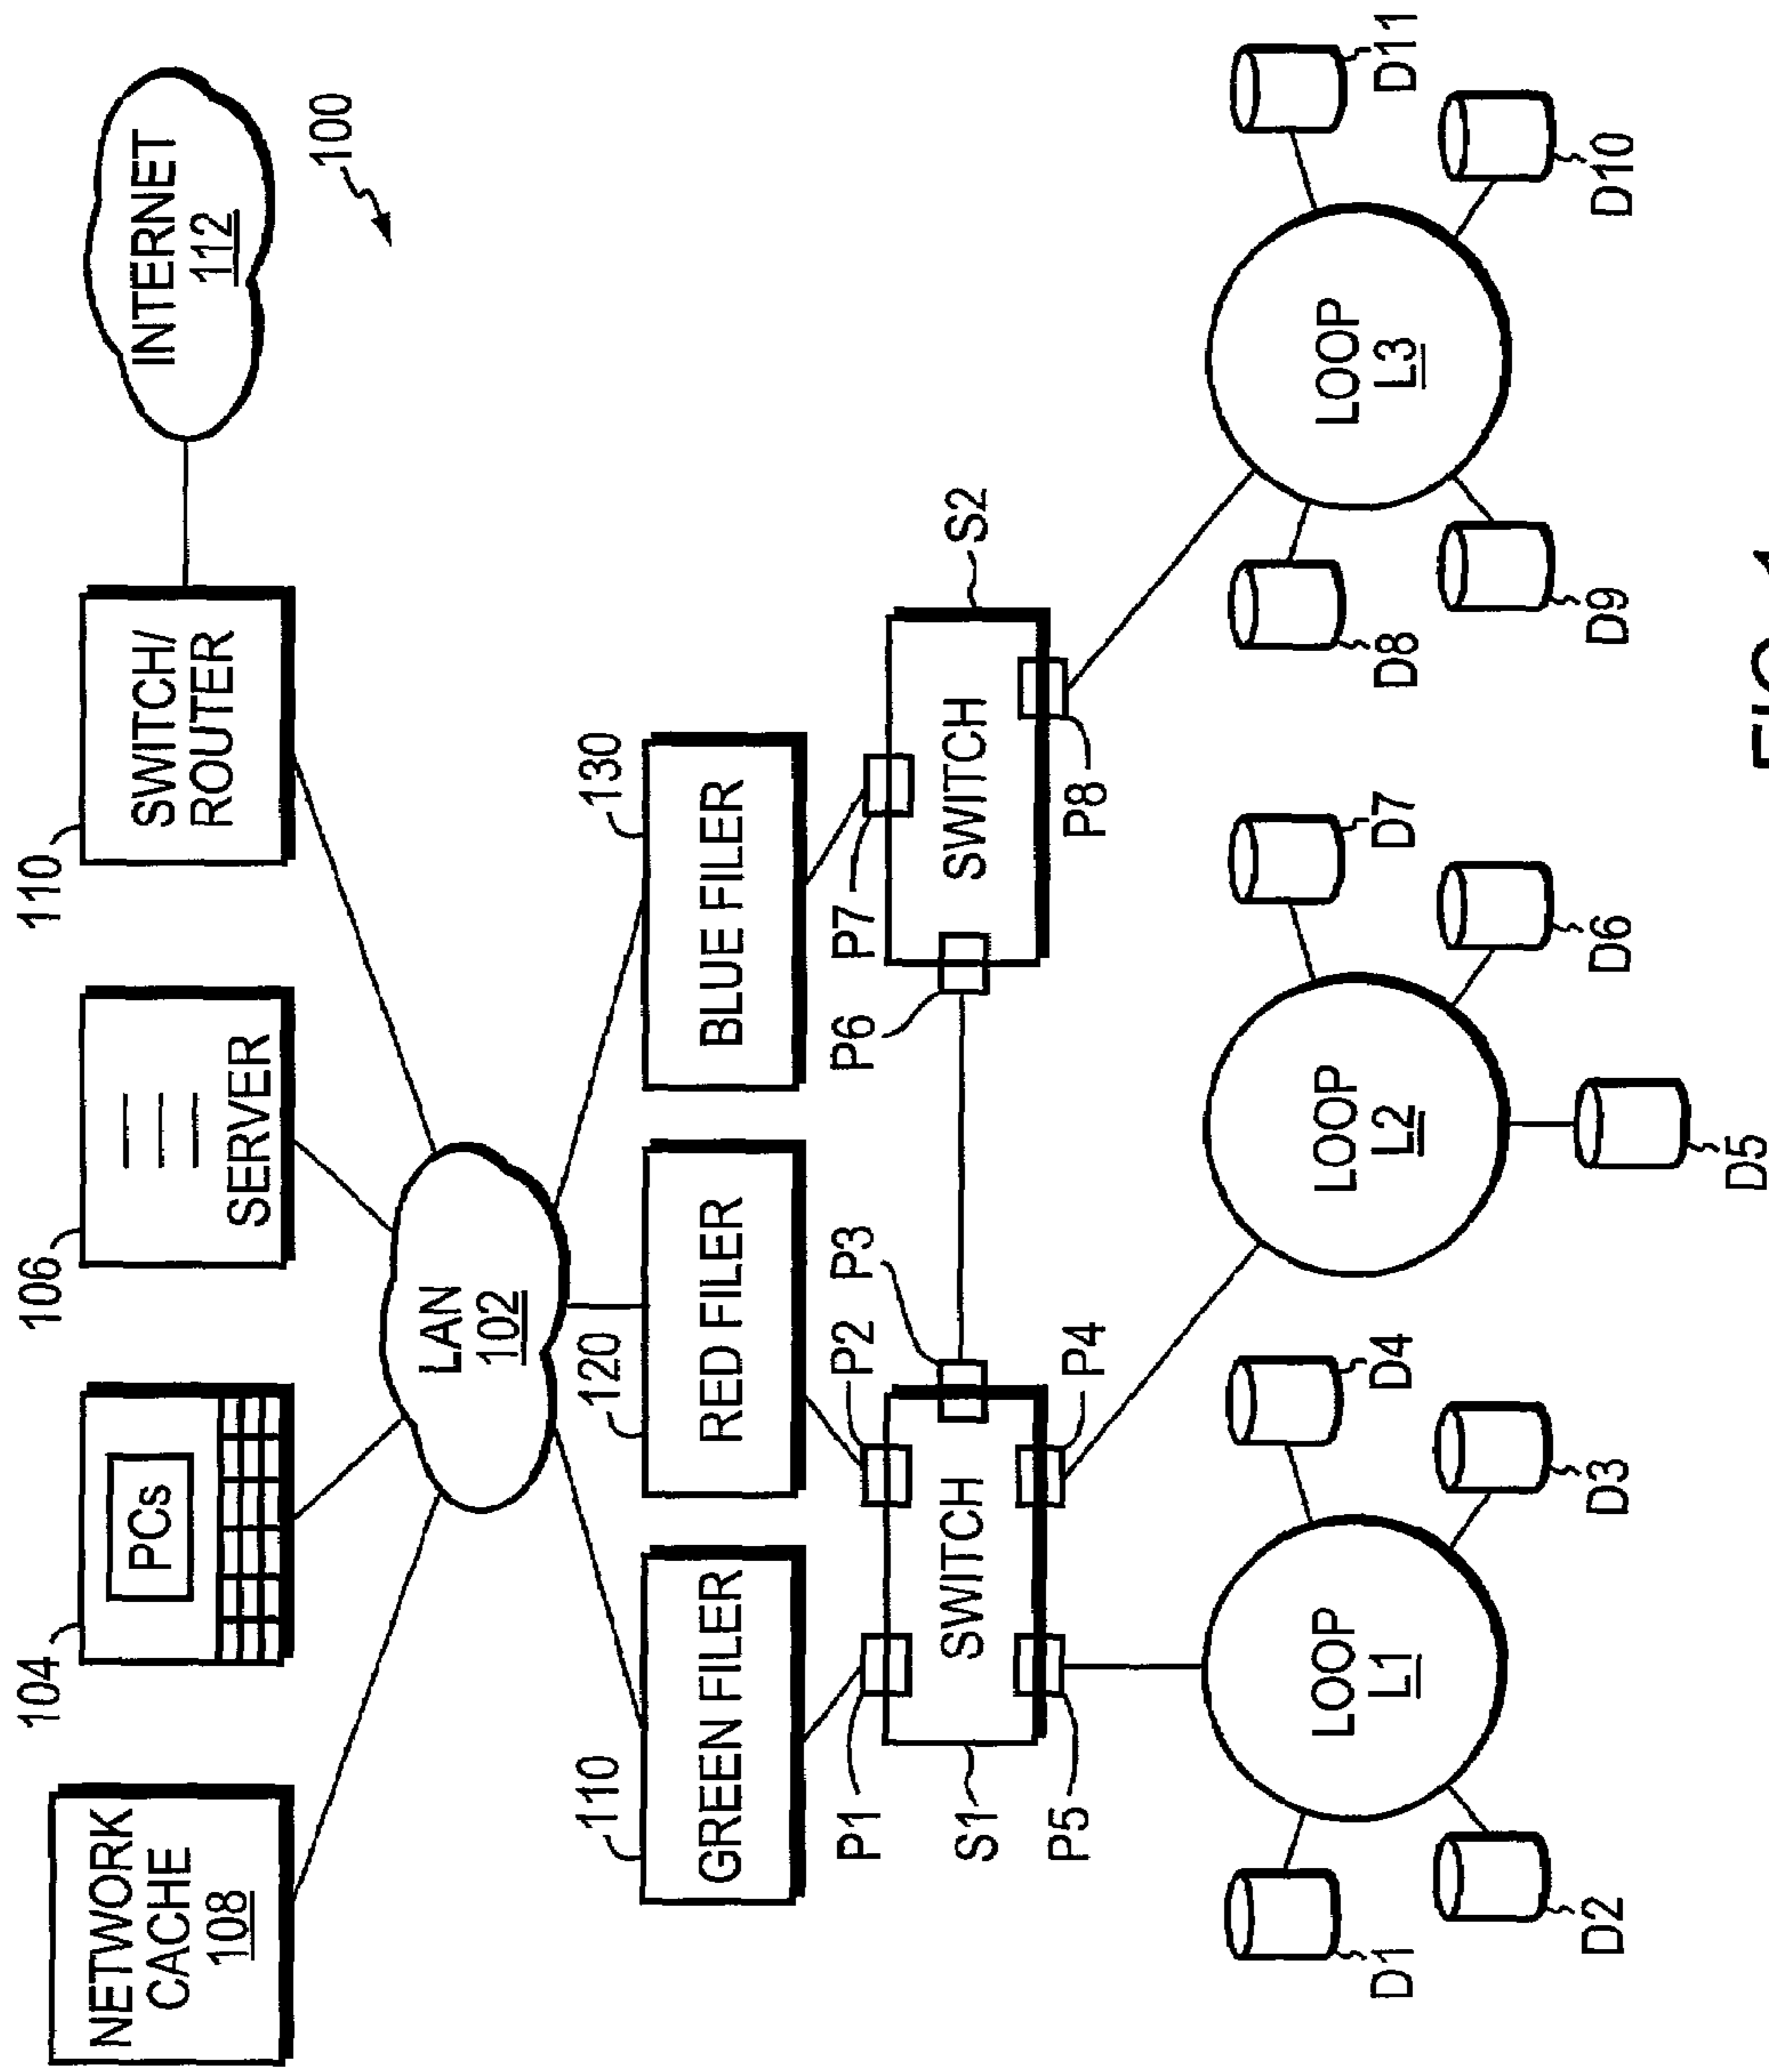 NETWORK
CACHE
108
104
PCs
106
SERVER
110
SWITCH/
ROUTER
INTERNET
112
100
LAN
102
110
GREEN FILER
120
RED FILER
130
BLUE FILER
P1
P2
P3
P6
P7
S1
SWITCH
SWITCH
S2
P5
P4
P8
LOOP
L1
LOOP
L2
LOOP
L3
D1
D4
D7
D8
D11
D2
D3
D6
D9
D10
D5